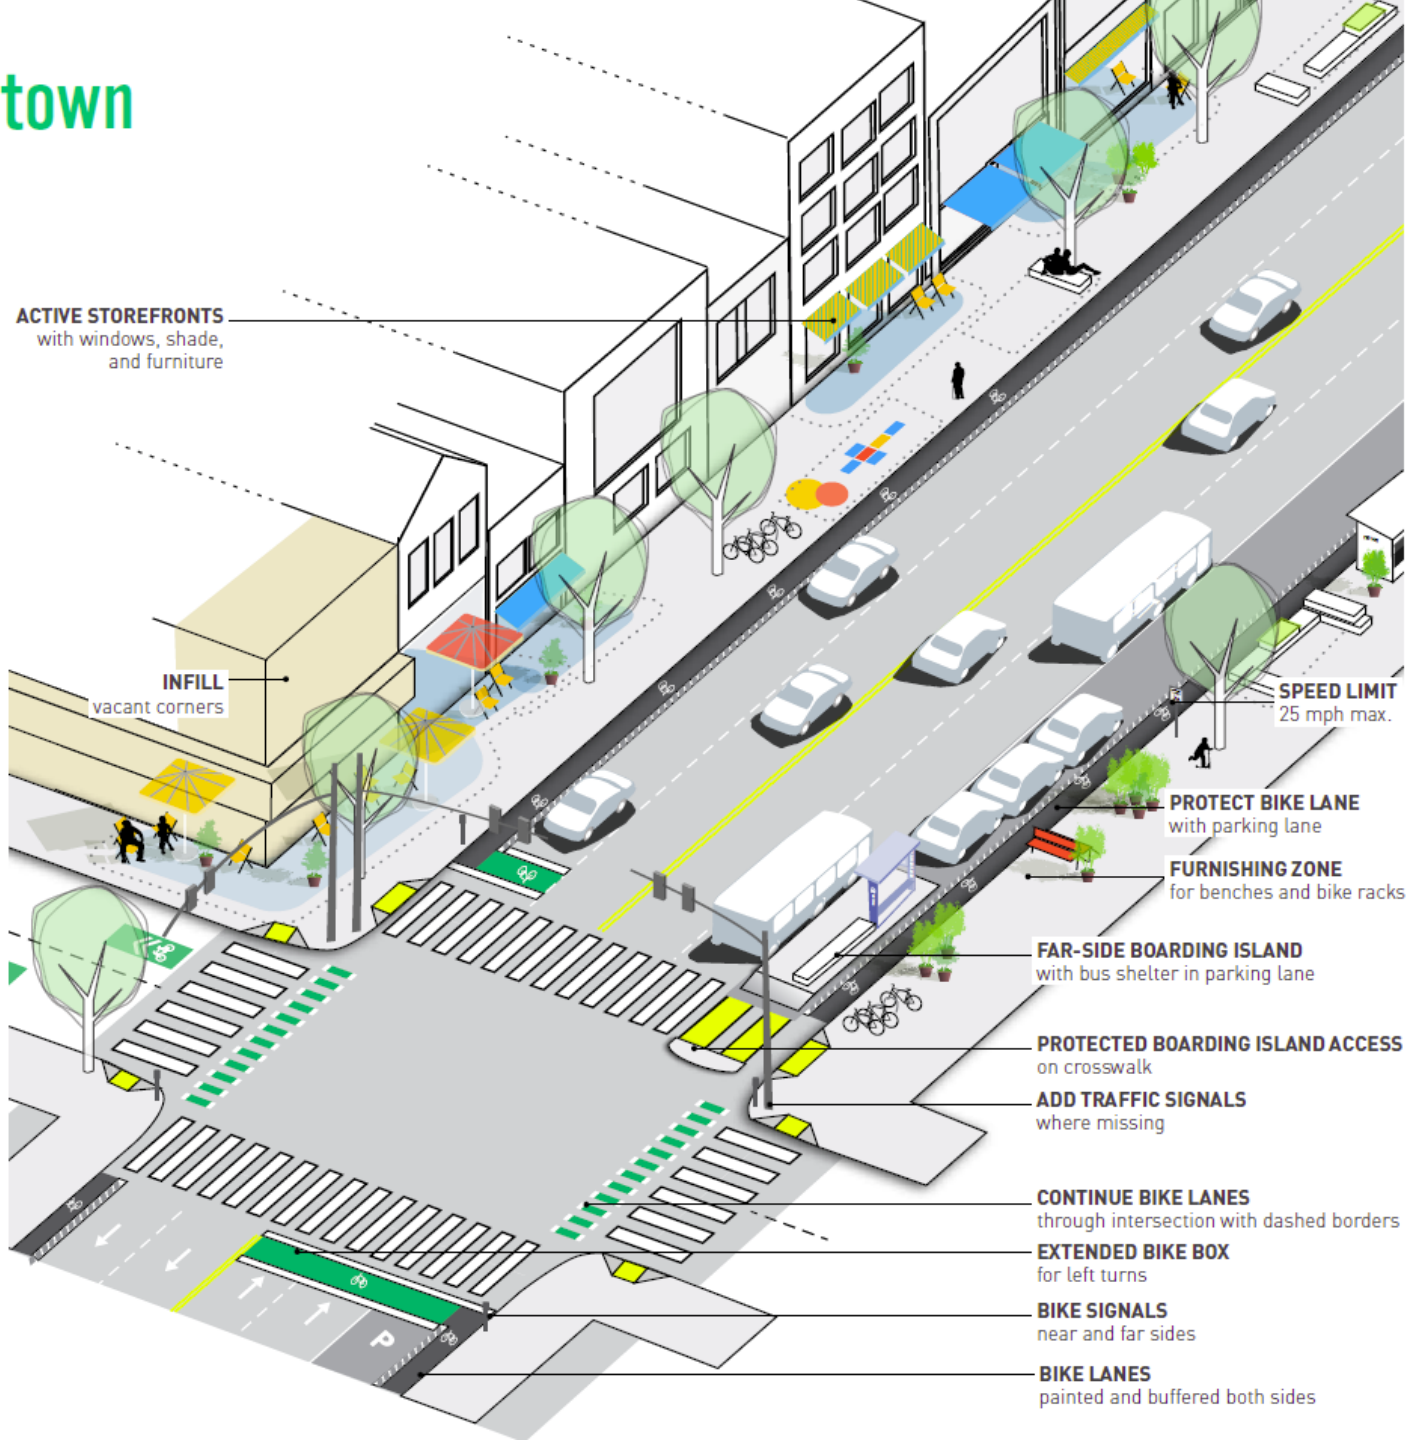 town
ACTIVE STOREFRONTS
with windows, shade,
and furniture
INFILL
vacant corners
SPEED LIMIT
25 mph max.
PROTECT BIKE LANE
with parking lane
FURNISHING ZONE
for benches and bike racks
FAR-SIDE BOARDING ISLAND
with bus shelter in parking lane
PROTECTED BOARDING ISLAND ACCESS
on crosswalk
ADD TRAFFIC SIGNALS
where missing
CONTINUE BIKE LANES
through intersection with dashed borders
EXTENDED BIKE BOX
for left turns
BIKE SIGNALS
near and far sides
P
BIKE LANES
painted and buffered both sides